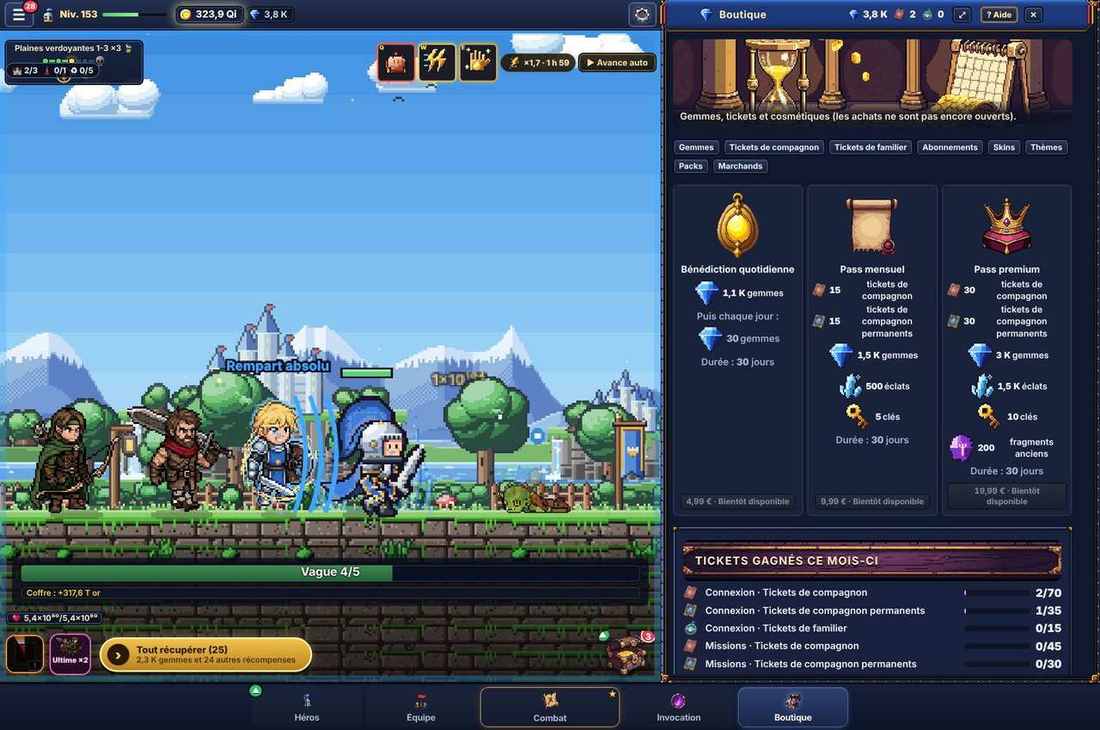 28
Niv. 153
323,9 Qi
3,8 K
Boutique
3,8 K
2
0
? Aide
Plaines verdoyantes 1-3 ×3
2/3
0/1
0/5
Q
W
E
×1,7 · 1 h 59
Avance auto
Gemmes, tickets et cosmétiques (les achats ne sont pas encore ouverts).
Gemmes
Tickets de compagnon
Tickets de familier
Abonnements
Skins
Thèmes
Packs
Marchands
Bénédiction quotidienne
1,1 K gemmes
Puis chaque jour :
30 gemmes
Durée : 30 jours
4,99 € · Bientôt disponible
Pass mensuel
15 tickets de
compagnon
15 tickets de
compagnon
permanents
1,5 K gemmes
500 éclats
5 clés
Durée : 30 jours
9,99 € · Bientôt disponible
Pass premium
30 tickets de
compagnon
30 tickets de
compagnon
permanents
3 K gemmes
1,5 K éclats
10 clés
200 fragments
anciens
Durée : 30 jours
19,99 € · Bientôt
disponible
Rempart absolu
TICKETS GAGNÉS CE MOIS-CI
Connexion · Tickets de compagnon 2/70
Connexion · Tickets de compagnon permanents 1/35
Connexion · Tickets de familier 0/15
Missions · Tickets de compagnon 0/45
Missions · Tickets de compagnon permanents 0/30
Vague 4/5
Coffre : +317,6 T or
Ultime ×2
Tout récupérer (25)
2,3 K gemmes et 24 autres récompenses
3
Héros
Équipe
Combat
Invocation
Boutique